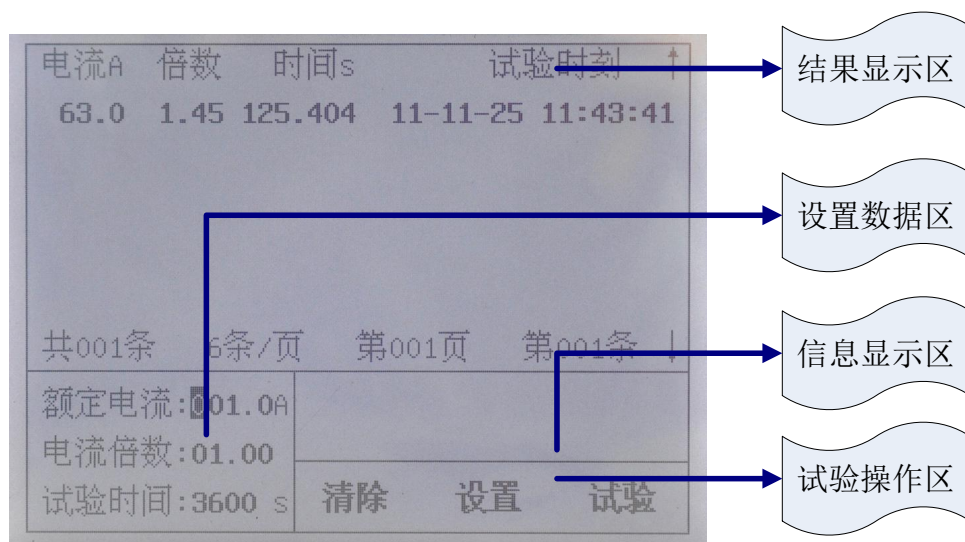 电流A 倍数 时间s 试验时刻 ↑
63.0 1.45 125.404 11-11-25 11:43:41
共001条 6条/页 第001页 第001条 ↓
额定电流:001.0A
电流倍数:01.00
试验时间:3600 s
清除 设置 试验
结果显示区
设置数据区
信息显示区
试验操作区